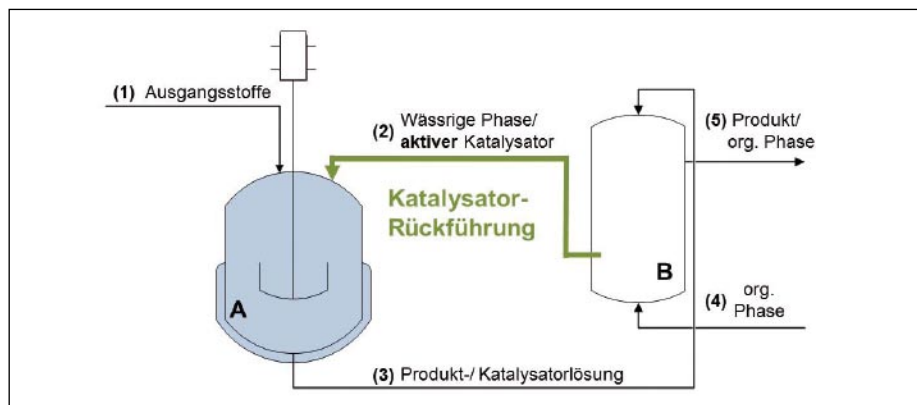 (1) Ausgangsstoffe
(2) Wässrige Phase/
aktiver Katalysator
(5) Produkt/
org. Phase
Katalysator-
Rückführung
A
B
(4) org.
Phase
(3) Produkt-/ Katalysatorlösung